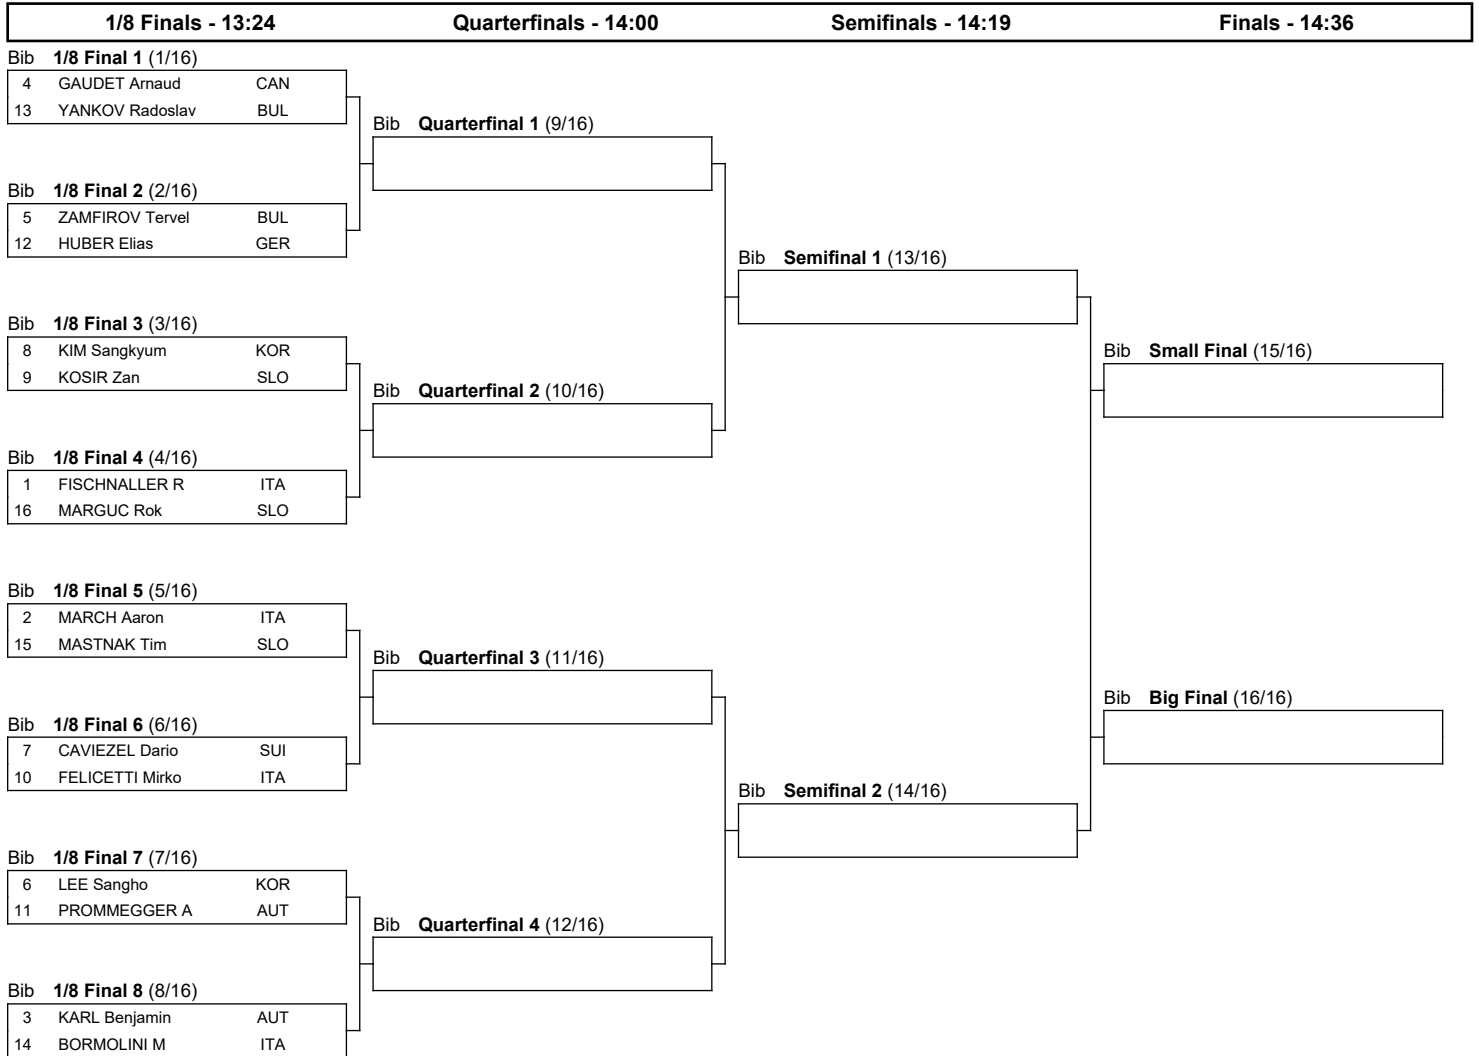 1/8 Finals - 13:24 Quarterfinals - 14:00 Semifinals - 14:19 Finals - 14:36
Bib 1/8 Final 1 (1/16)
4 GAUDET Arnaud CAN
13 YANKOV Radoslav BUL
Bib Quarterfinal 1 (9/16)
Bib 1/8 Final 2 (2/16)
5 ZAMFIROV Tervel BUL
12 HUBER Elias GER
Bib Semifinal 1 (13/16)
Bib 1/8 Final 3 (3/16)
8 KIM Sangkyum KOR
Bib Small Final (15/16)
9 KOSIR Zan SLO
Bib Quarterfinal 2 (10/16)
Bib 1/8 Final 4 (4/16)
1 FISCHNALLER R ITA
16 MARGUC Rok SLO
Bib 1/8 Final 5 (5/16)
2 MARCH Aaron ITA
15 MASTNAK Tim SLO
Bib Quarterfinal 3 (11/16)
Bib Big Final (16/16)
Bib 1/8 Final 6 (6/16)
7 CAVIEZEL Dario SUI
10 FELICETTI Mirko ITA
Bib Semifinal 2 (14/16)
Bib 1/8 Final 7 (7/16)
6 LEE Sangho KOR
11 PROMMEGGER A AUT
Bib Quarterfinal 4 (12/16)
Bib 1/8 Final 8 (8/16)
3 KARL Benjamin AUT
14 BORMOLINI M ITA